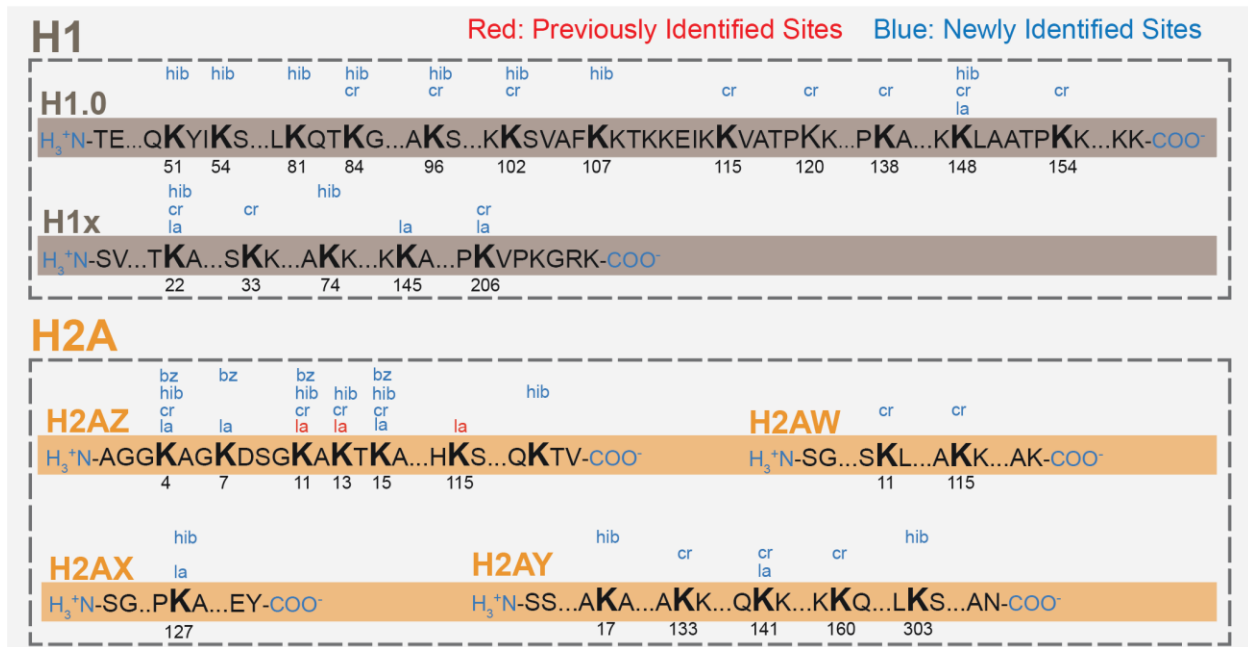 H1
Red: Previously Identified Sites Blue: Newly Identified Sites
hib hib hib hib hib hib hib hib
cr cr cr cr cr cr cr cr
la
H1.0
H₃⁺N-TE...QKYIKS...LKQTKG...AKS...KKSVAFKKTKKEIKKVATPKK...PKA...KKLAATPKK...KK-COO⁻
51 54 81 84 96 102 107 115 120 138 148 154
hib hib
cr cr cr
la la la
H1x
H₃⁺N-SV...TKA...SKK...AKK...KKA...PKVPKGRK-COO⁻
22 33 74 145 206
H2A
bz bz bz bz
hib hib hib hib hib
cr cr cr cr
la la la la la la
H2AZ
H₃⁺N-AGGKAGKDSGKAKTKA...HKS...QKTV-COO⁻
4 7 11 13 15 115
cr cr
H2AW
H₃⁺N-SG...SKL...AKK...AK-COO⁻
11 115
hib
la
H2AX
H₃⁺N-SG..PKA...EY-COO⁻
127
hib cr cr cr hib
la
H2AY
H₃⁺N-SS...AKA...AKK...QKK...KKQ...LKS...AN-COO⁻
17 133 141 160 303